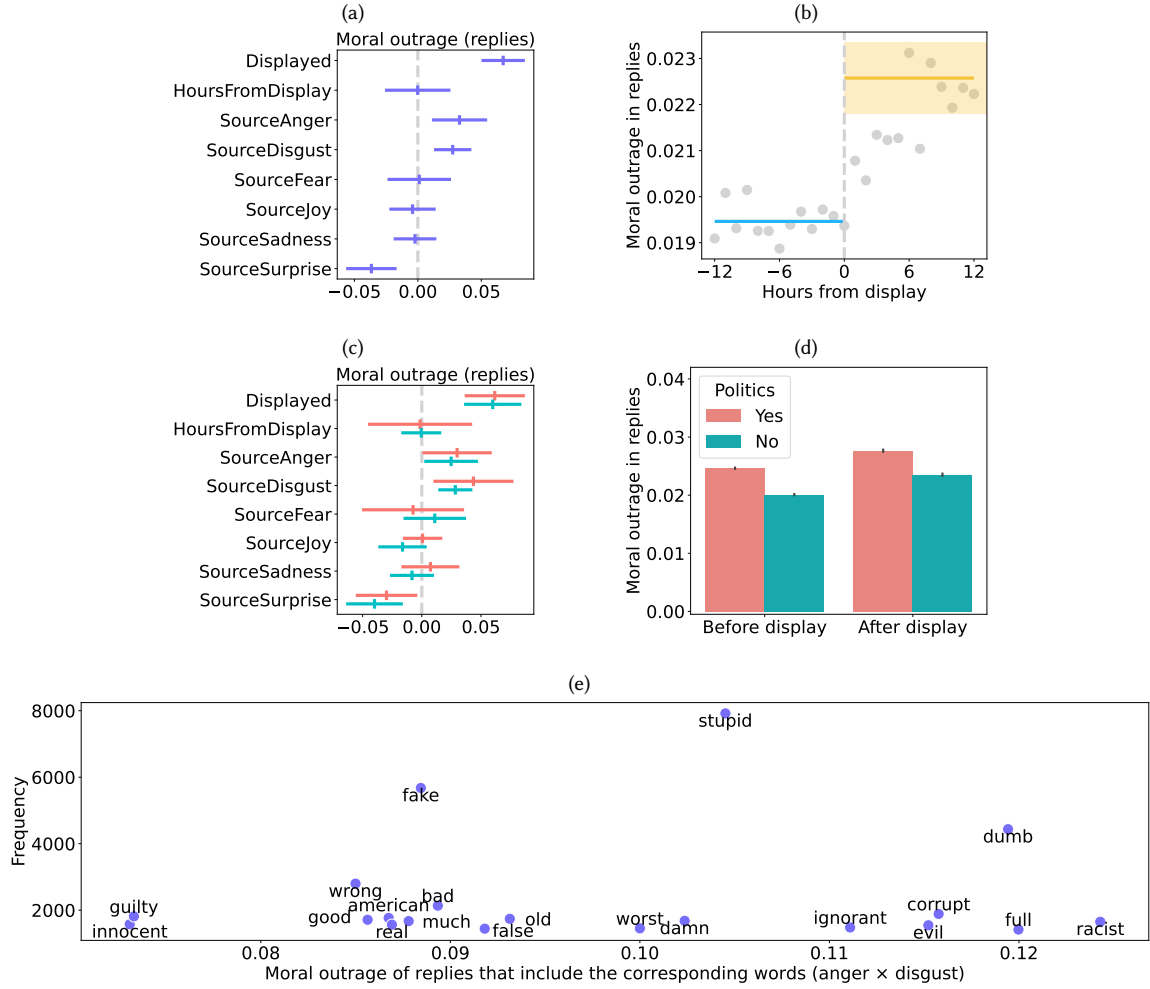 (a)
Moral outrage (replies)
Displayed
HoursFromDisplay
SourceAnger
SourceDisgust
SourceFear
SourceJoy
SourceSadness
SourceSurprise
−0.05 0.00 0.05
(b)
Moral outrage in replies
0.023
0.022
0.021
0.020
0.019
−12 −6 0 6 12
Hours from display
(c)
Moral outrage (replies)
Displayed
HoursFromDisplay
SourceAnger
SourceDisgust
SourceFear
SourceJoy
SourceSadness
SourceSurprise
−0.05 0.00 0.05
(d)
Moral outrage in replies
0.04
0.03
0.02
0.01
0.00
Politics
Yes
No
Before display After display
(e)
Frequency
8000
6000
4000
2000
stupid
fake
dumb
wrong
bad
guilty
american
corrupt
good
much
old
worst
ignorant
full
innocent
real
false
damn
evil
racist
0.08 0.09 0.10 0.11 0.12
Moral outrage of replies that include the corresponding words (anger × disgust)